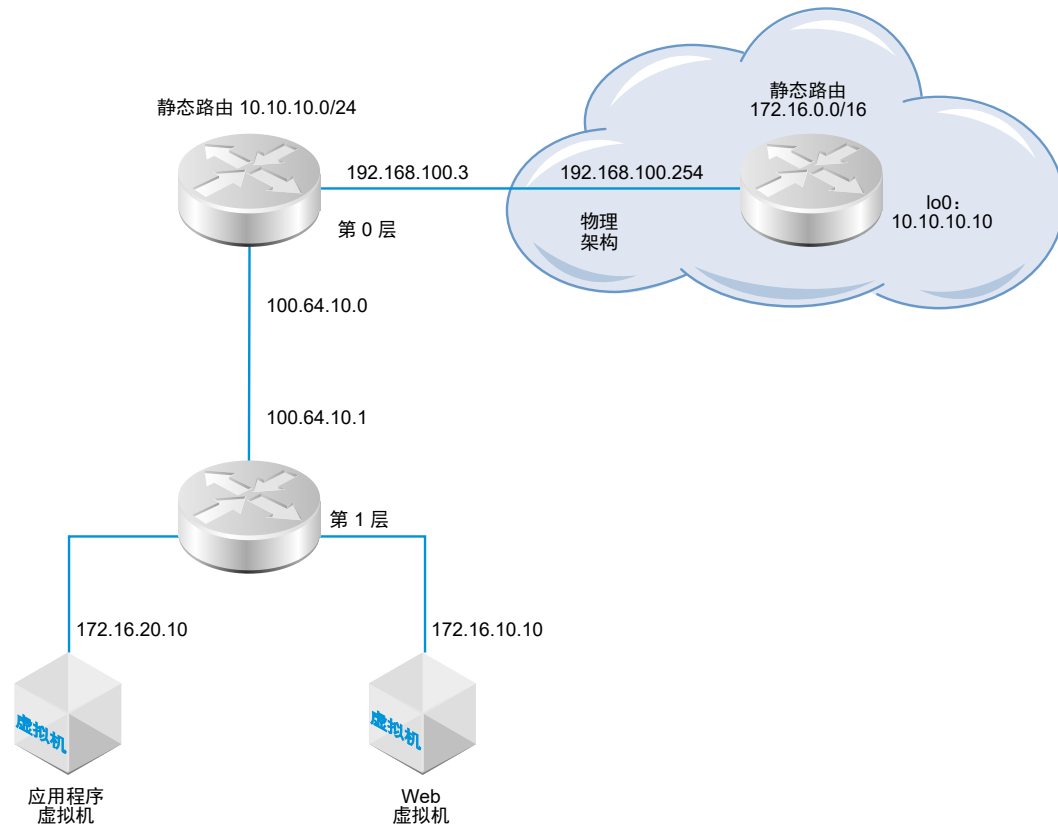 静态路由 10.10.10.0/24
静态路由
172.16.0.0/16
192.168.100.3
192.168.100.254
lo0：
10.10.10.10
第 0 层
物理
架构
100.64.10.0
100.64.10.1
第 1 层
172.16.20.10
172.16.10.10
虚拟机
虚拟机
应用程序
虚拟机
Web
虚拟机